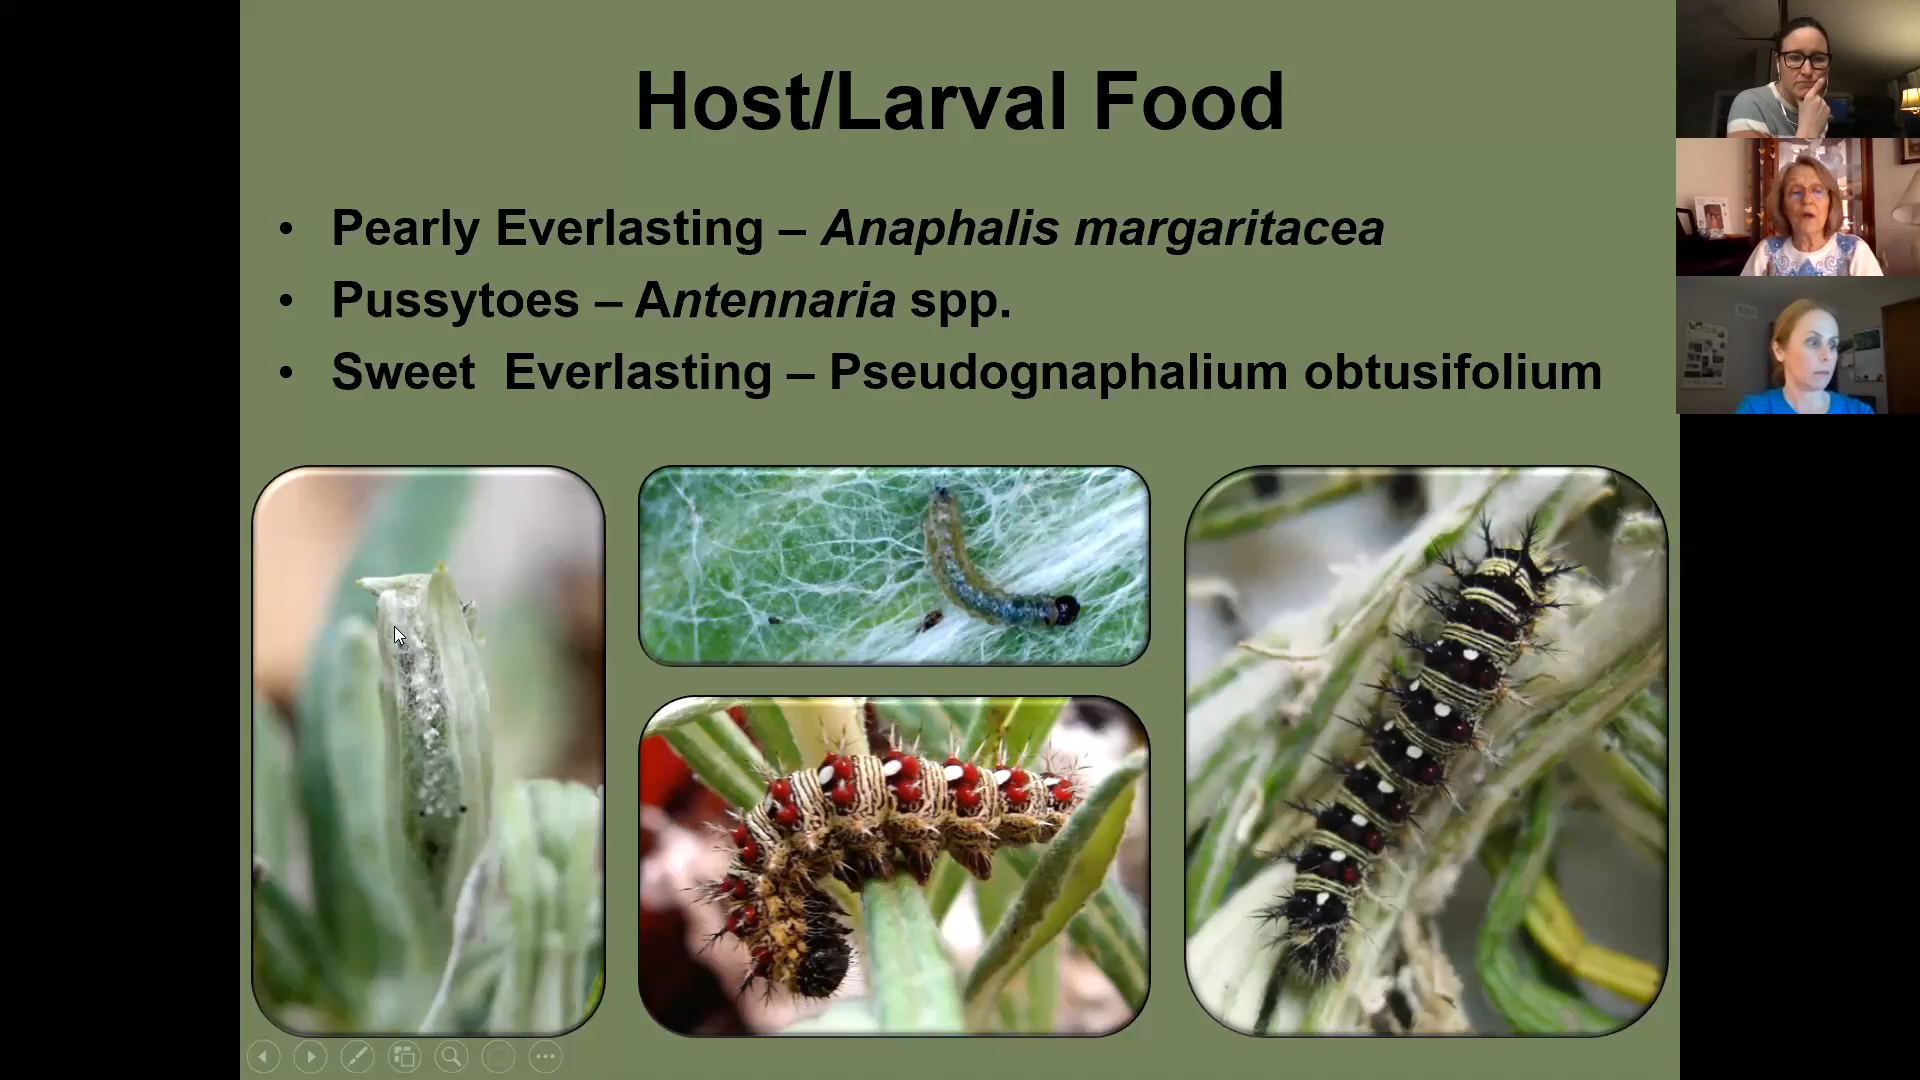 Host/Larval Food
• Pearly Everlasting – Anaphalis margaritacea
• Pussytoes – Antennaria spp.
• Sweet  Everlasting – Pseudognaphalium obtusifolium